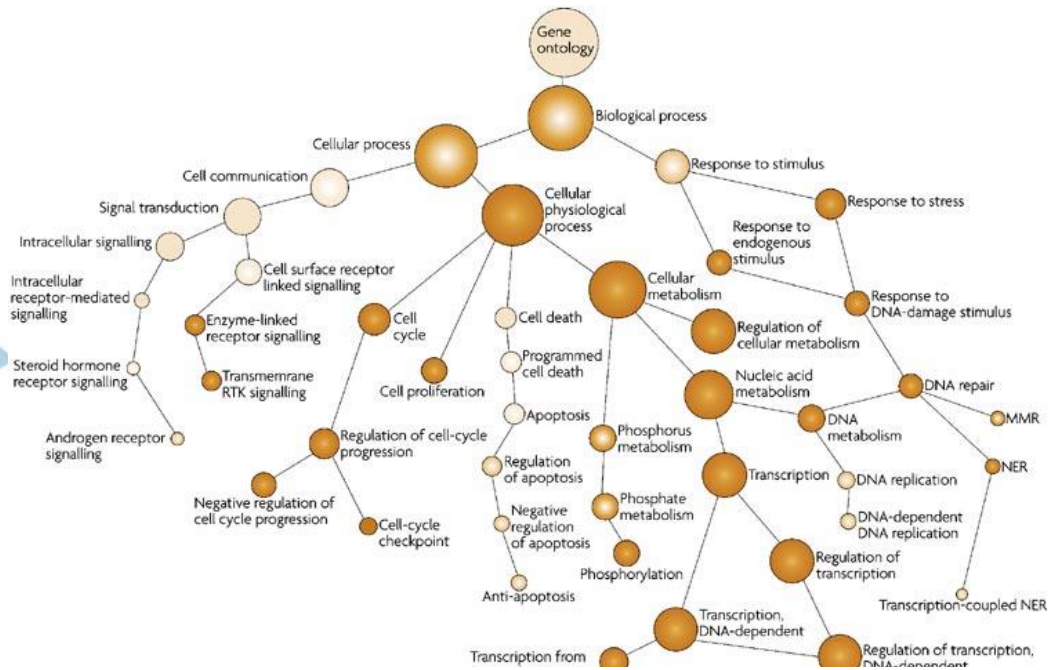 Gene
ontology
Biological process
Cellular process
Response to stimulus
Cell communication
Cellular
physiological
process
Response to stress
Signal transduction
Response to
endogenous
stimulus
Intracellular signalling
Cell surface receptor
linked signalling
Cellular
metabolism
Intracellular
receptor-mediated
signalling
Response to
DNA-damage stimulus
Enzyme-linked
receptor signalling
Cell
cycle
Cell death
Regulation of
cellular metabolism
Steroid hormone
receptor signalling
Transmemrane
RTK signalling
Cell proliferation
Programmed
cell death
Nucleic acid
metabolism
DNA repair
Androgen receptor
signalling
Regulation of cell-cycle
progression
Apoptosis
Phosphorus
metabolism
DNA
metabolism
MMR
Regulation
of apoptosis
Transcription
DNA replication
NER
Negative regulation of
cell cycle progression
Cell-cycle
checkpoint
Negative
regulation
of apoptosis
Phosphate
metabolism
DNA-dependent
DNA replication
Phosphorylation
Regulation of
transcription
Anti-apoptosis
Transcription-coupled NER
Transcription,
DNA-dependent
Transcription from
Regulation of transcription,
DNA-dependent